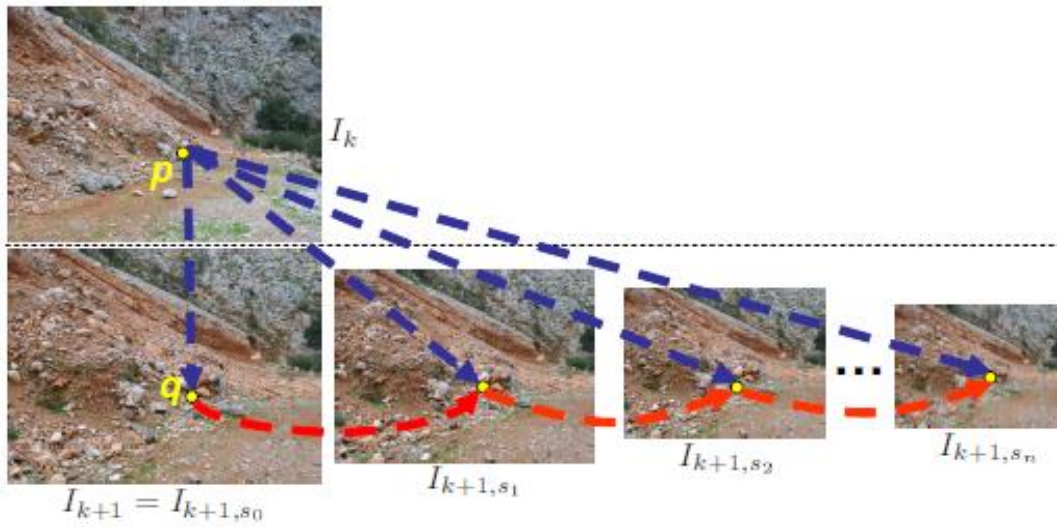 I_k
p
q
...
I_{k+1} = I_{k+1,s_0}
I_{k+1,s_1}
I_{k+1,s_2}
I_{k+1,s_n}